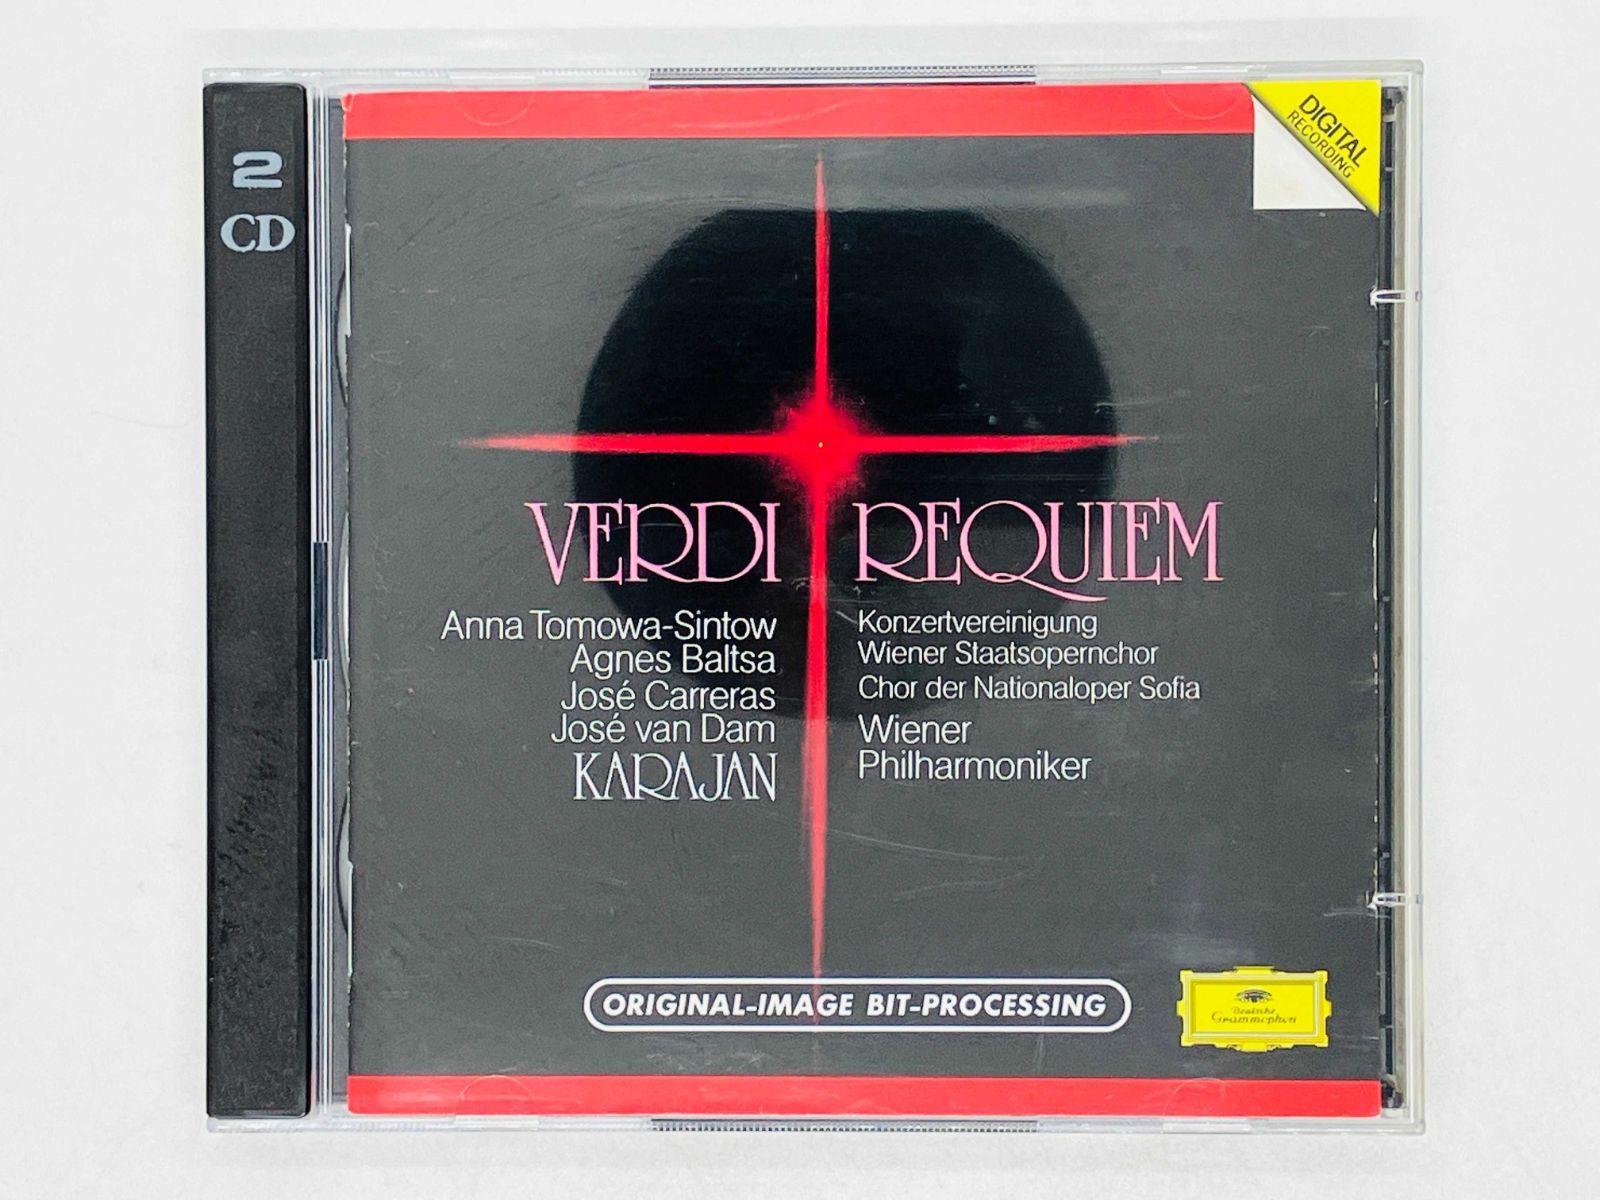 2
CD
DIGITAL
RECORDING
VERDI REQUIEM
Anna Tomowa-Sintow
Agnes Baltsa
José Carreras
José van Dam
KARAJAN
Konzertvereinigung
Wiener Staatsopernchor
Chor der Nationaloper Sofia
Wiener
Philharmoniker
ORIGINAL-IMAGE BIT-PROCESSING
Deutsche
Grammophon